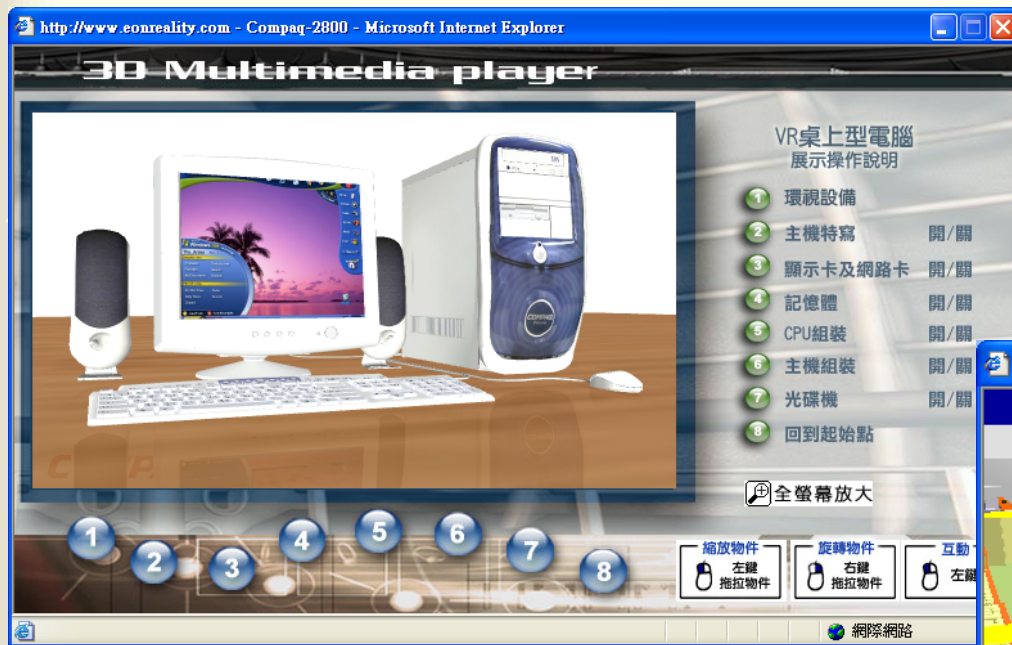 http://www.eonreality.com - Compaq-2800 - Microsoft Internet Explorer
3D Multimedia player
VR桌上型電腦
展示操作說明
1 環視設備
2 主機特寫 開/關
3 顯示卡及網路卡 開/關
4 記憶體 開/關
5 CPU組裝 開/關
6 主機組裝 開/關
7 光碟機 開/關
8 回到起始點
全螢幕放大
COMPAQ
1
2
3
4
5
6
7
8
縮放物件
左鍵
拖拉物件
旋轉物件
右鍵
拖拉物件
互動
左鍵
網際網路